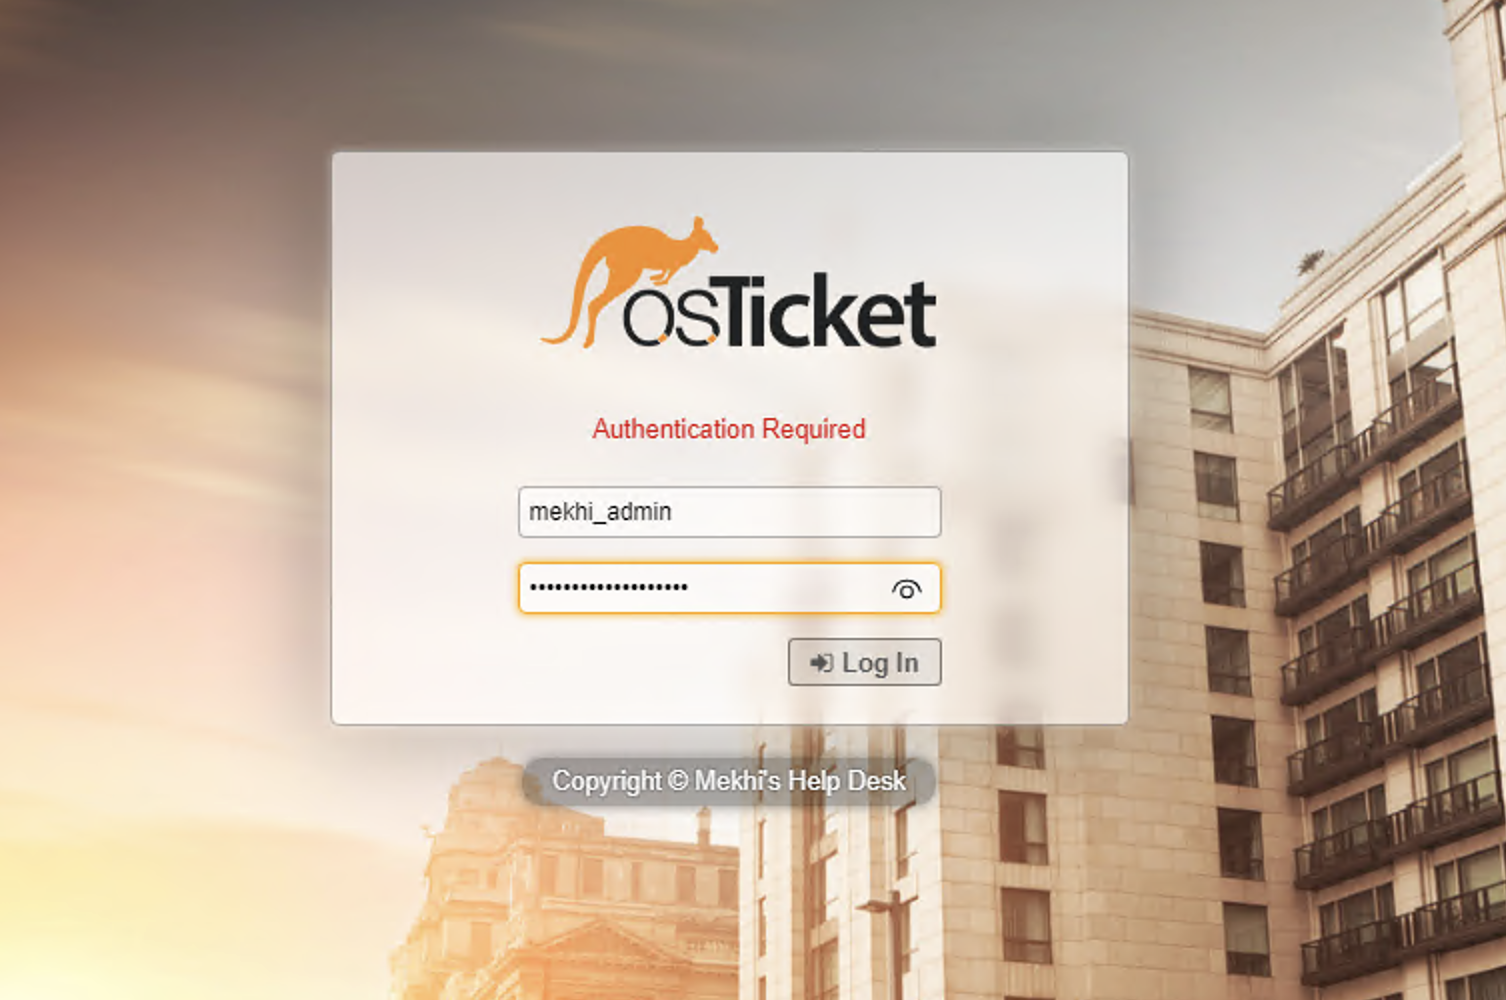 osTicket
Authentication Required
mekhi_admin
•••••••••••••••••••
Log In
Copyright © Mekhi's Help Desk